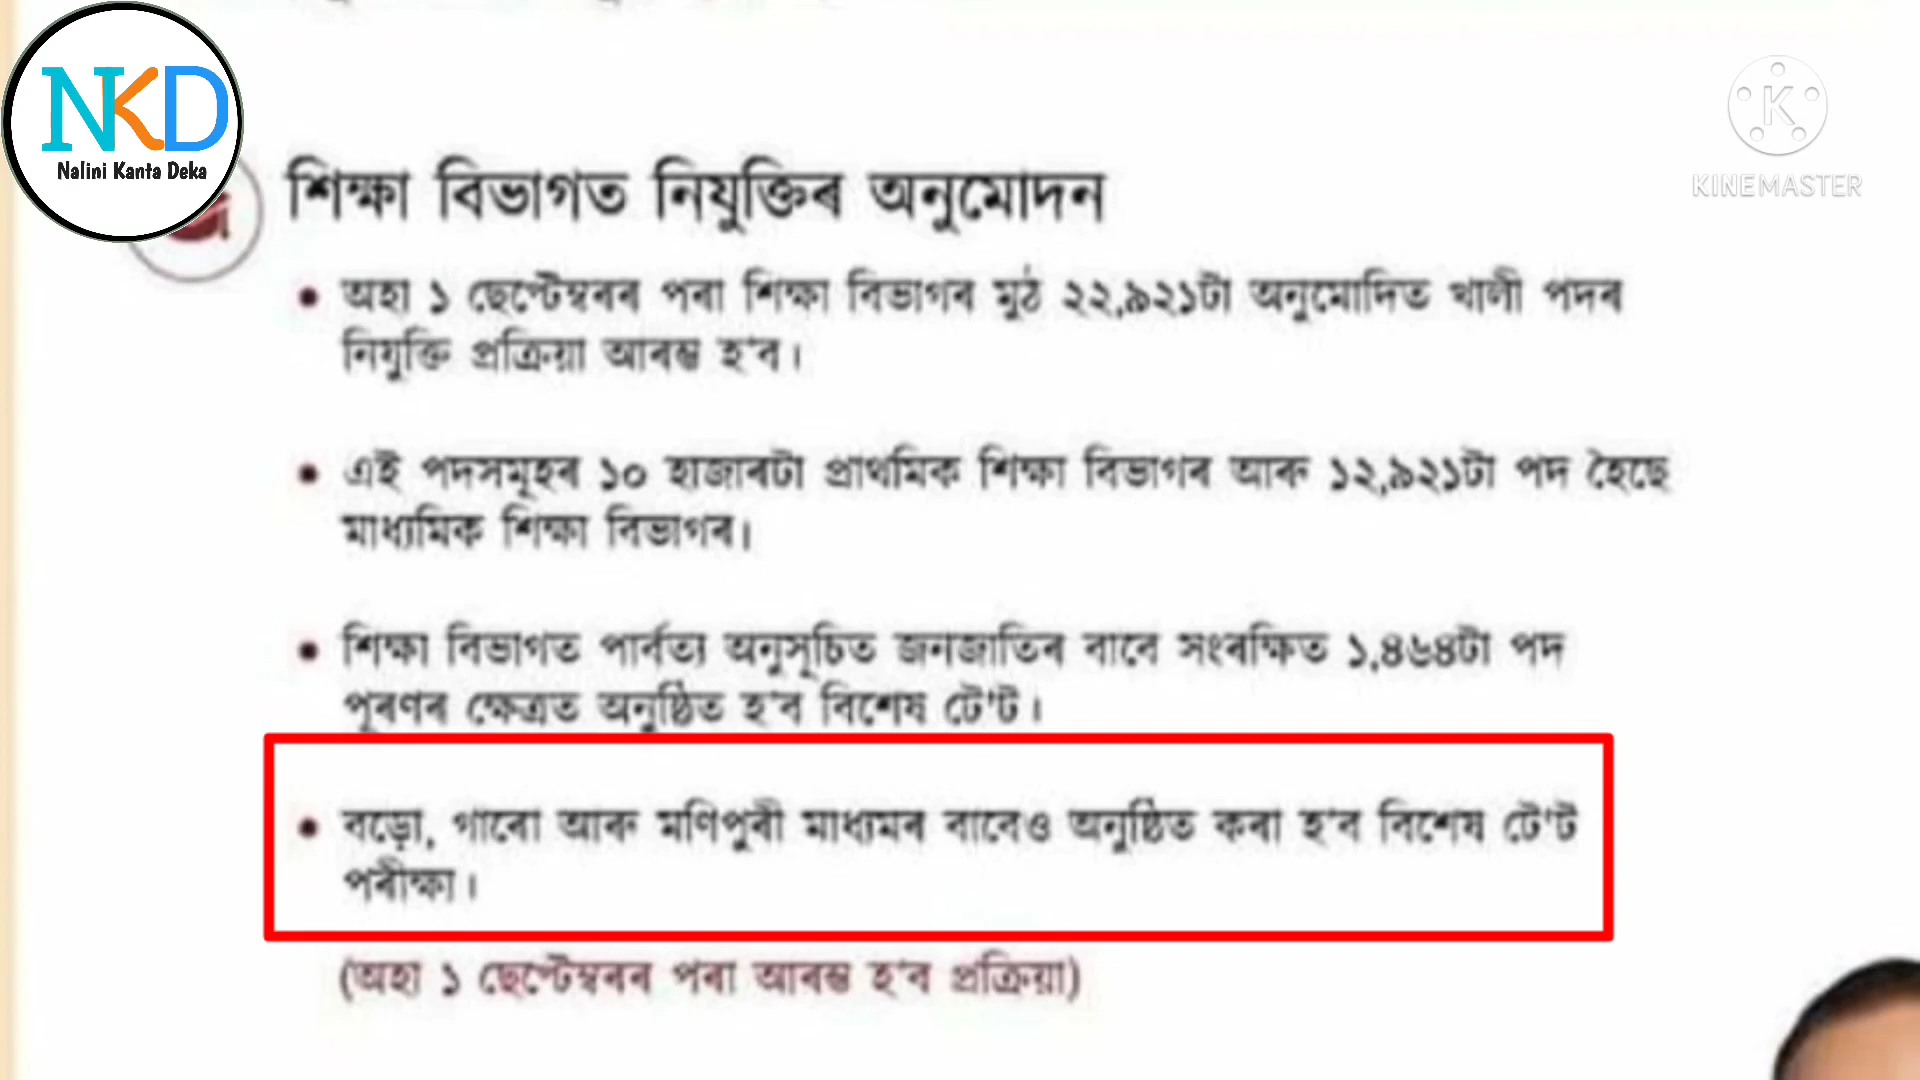 NKD
Nalini Kanta Deka
KINEMASTER
শিক্ষা বিভাগত নিযুক্তিৰ অনুমোদন
• অহা ১ ছেপ্টেম্বৰৰ পৰা শিক্ষা বিভাগৰ মুঠ ২২,৯২১টা অনুমোদিত খালী পদৰ
নিযুক্তি প্ৰক্ৰিয়া আৰম্ভ হ'ব।
• এই পদসমূহৰ ১০ হাজাৰটা প্ৰাথমিক শিক্ষা বিভাগৰ আৰু ১২,৯২১টা পদ হৈছে
মাধ্যমিক শিক্ষা বিভাগৰ।
• শিক্ষা বিভাগত পাৰ্বত্য অনুসূচিত জনজাতিৰ বাবে সংৰক্ষিত ১,৪৬৪টা পদ
পূৰণৰ ক্ষেত্ৰত অনুষ্ঠিত হ'ব বিশেষ টে'ট।
• বড়ো, গাৰো আৰু মণিপুৰী মাধ্যমৰ বাবেও অনুষ্ঠিত কৰা হ'ব বিশেষ টে'ট
পৰীক্ষা।
(অহা ১ ছেপ্টেম্বৰৰ পৰা আৰম্ভ হ'ব প্ৰক্ৰিয়া)